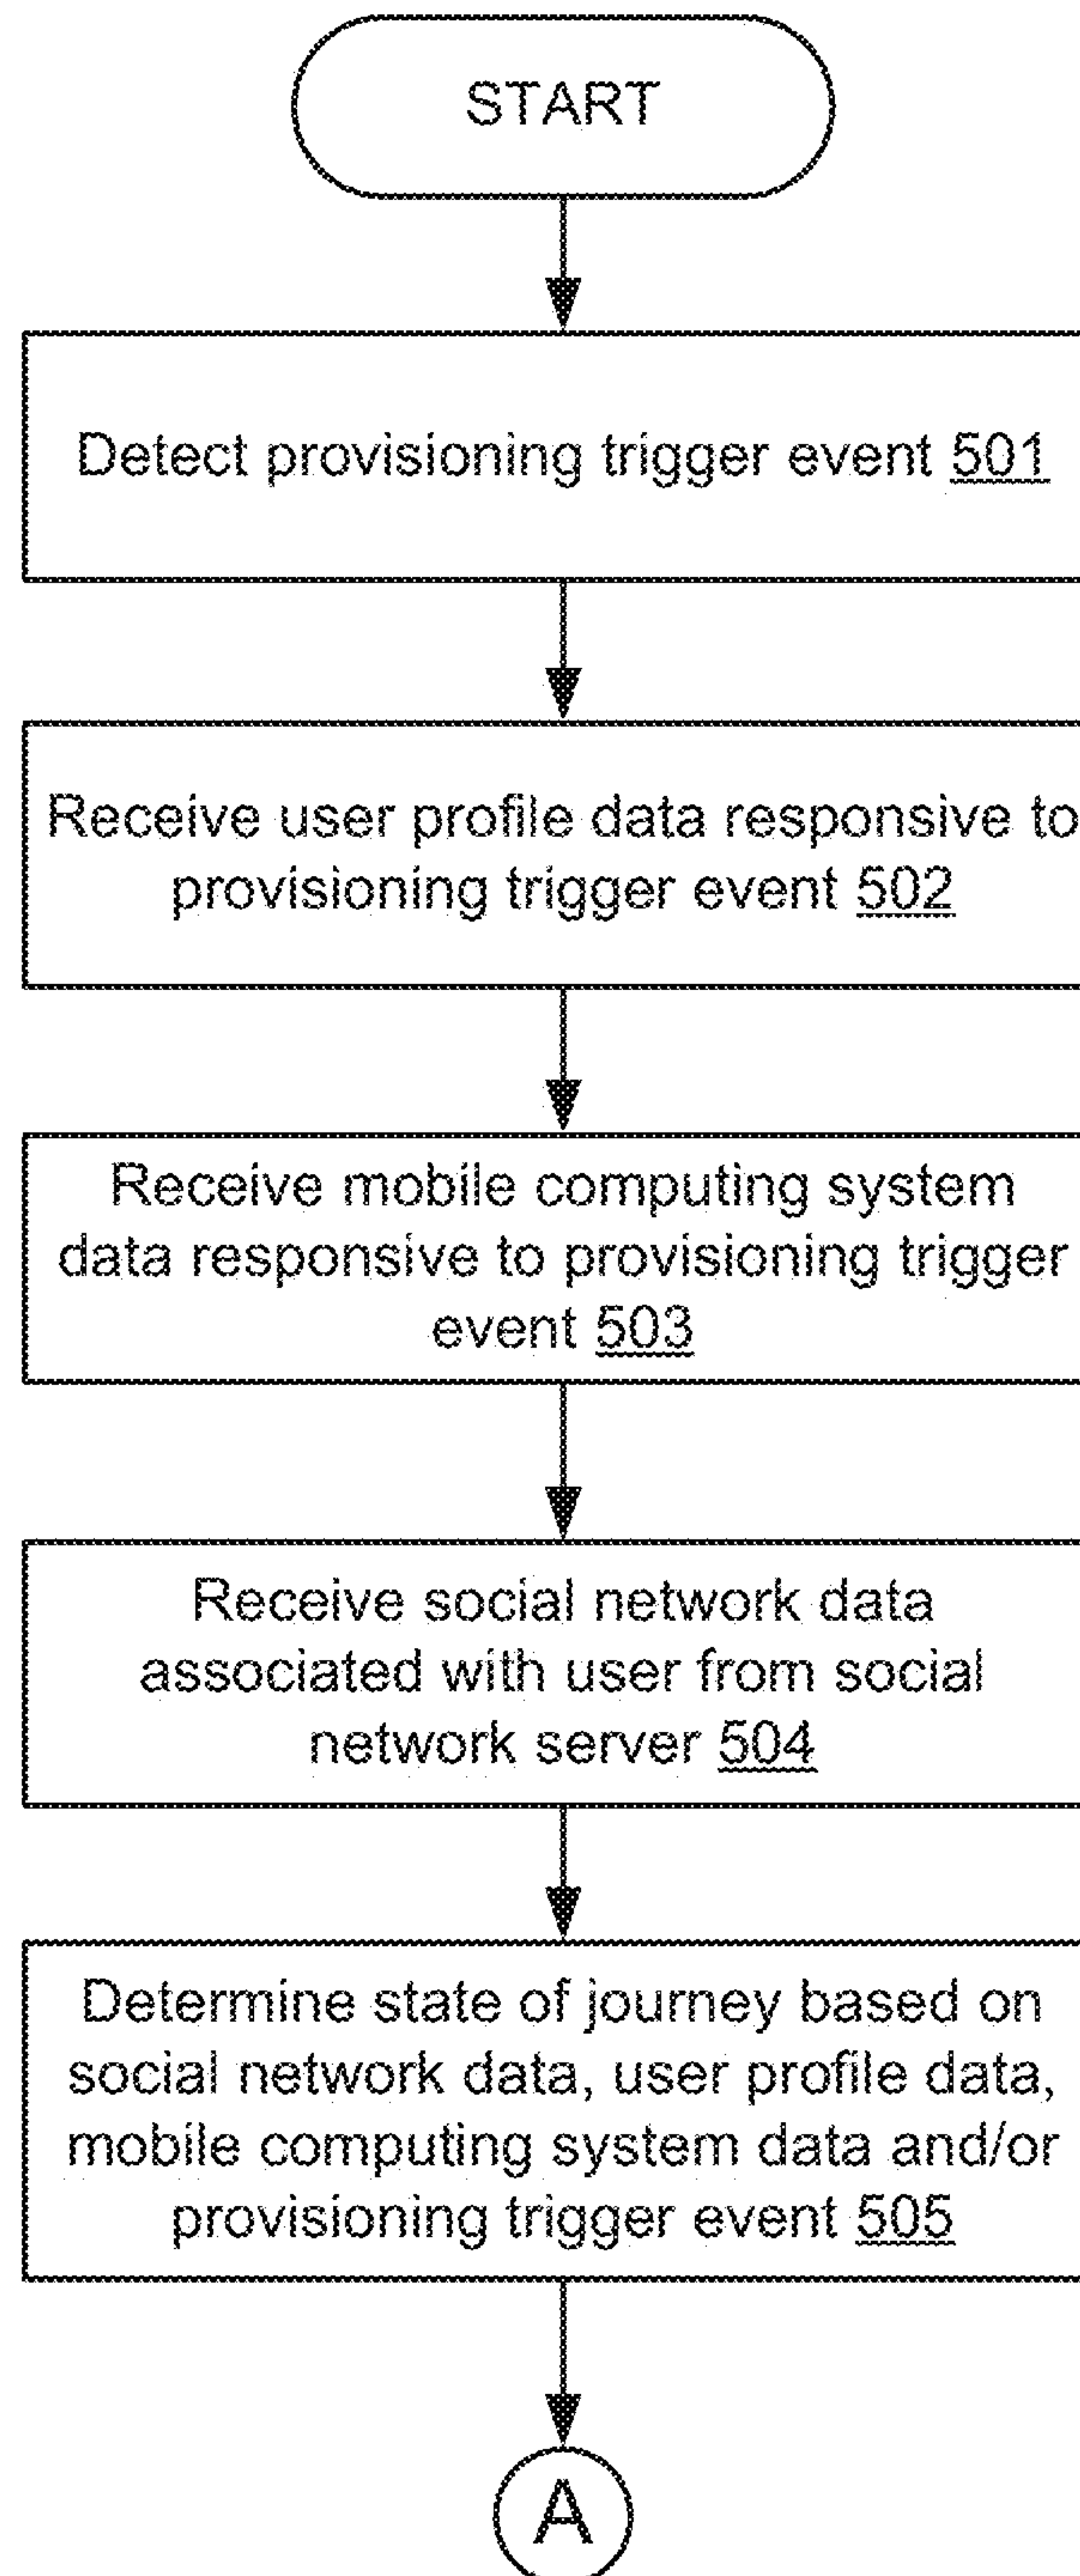 START
Detect provisioning trigger event 501
Receive user profile data responsive to
provisioning trigger event 502
Receive mobile computing system
data responsive to provisioning trigger
event 503
Receive social network data
associated with user from social
network server 504
Determine state of journey based on
social network data, user profile data,
mobile computing system data and/or
provisioning trigger event 505
A